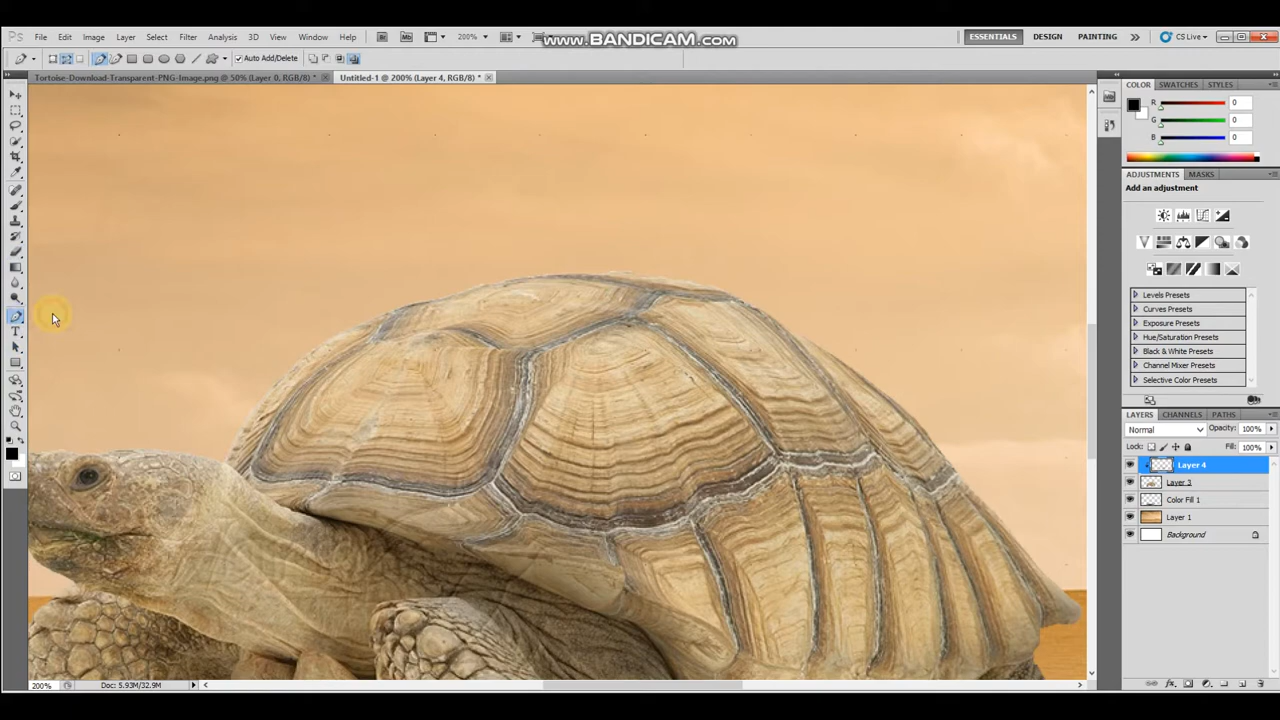 Ps File Edit Image Layer Select Filter Analysis 3D View Window Help 200% www.BANDICAM.com ESSENTIALS DESIGN PAINTING CS Live
Auto Add/Delete
Tortoise-Download-Transparent-PNG-Image.png @ 50% (Layer 0, RGB/8) * Untitled-1 @ 200% (Layer 4, RGB/8) *
COLOR SWATCHES STYLES
R 0
G 0
B 0
ADJUSTMENTS MASKS
Add an adjustment
Levels Presets
Curves Presets
Exposure Presets
Hue/Saturation Presets
Black & White Presets
Channel Mixer Presets
Selective Color Presets
LAYERS CHANNELS PATHS
Normal Opacity: 100%
Lock: Fill: 100%
Layer 4
Layer 3
Color Fill 1
Layer 1
Background
200% Doc: 5.93M/32.9M